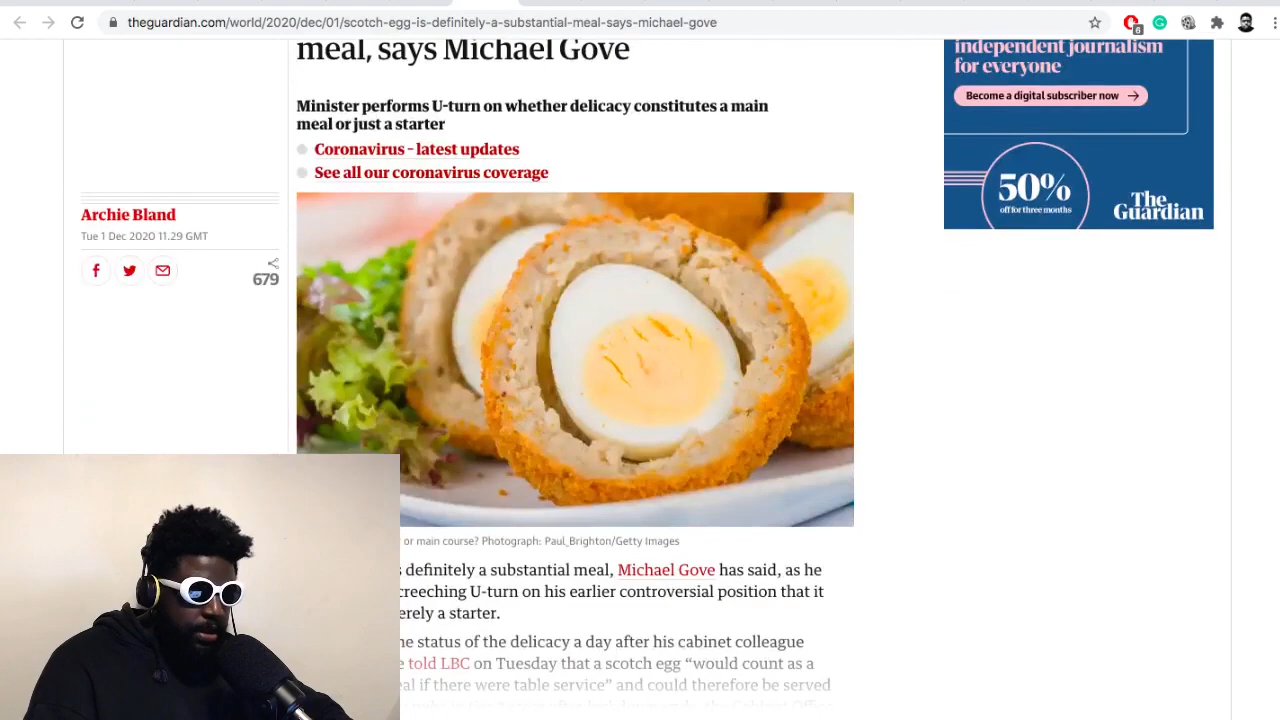 theguardian.com/world/2020/dec/01/scotch-egg-is-definitely-a-substantial-meal-says-michael-gove
6
meal, says Michael Gove
Minister performs U-turn on whether delicacy constitutes a main
meal or just a starter
Coronavirus – latest updates
See all our coronavirus coverage
Archie Bland
Tue 1 Dec 2020 11.29 GMT
679
independent journalism
for everyone
Become a digital subscriber now
50%
off for three months
The
Guardian
or main course? Photograph: Paul_Brighton/Getty Images
s definitely a substantial meal, Michael Gove has said, as he
creeching U-turn on his earlier controversial position that it
erely a starter.
he status of the delicacy a day after his cabinet colleague
e told LBC on Tuesday that a scotch egg “would count as a
eal if there were table service” and could therefore be served